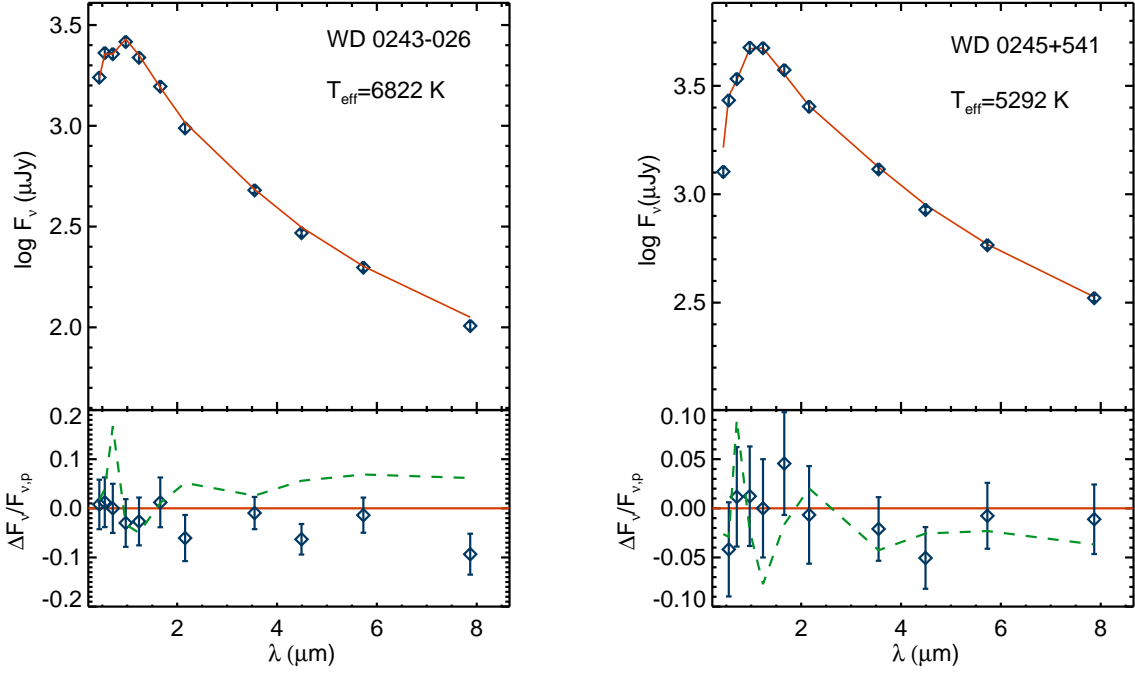 WD 0243-026
T_eff=6822 K
log F_ν (μJy)
3.5
3.0
2.5
2.0
ΔF_ν/F_ν,p
0.2
0.1
0.0
-0.1
-0.2
2 4 6 8
λ (μm)
WD 0245+541
T_eff=5292 K
log F_ν(μJy)
3.5
3.0
2.5
ΔF_ν/F_ν,p
0.10
0.05
0.00
-0.05
-0.10
2 4 6 8
λ (μm)